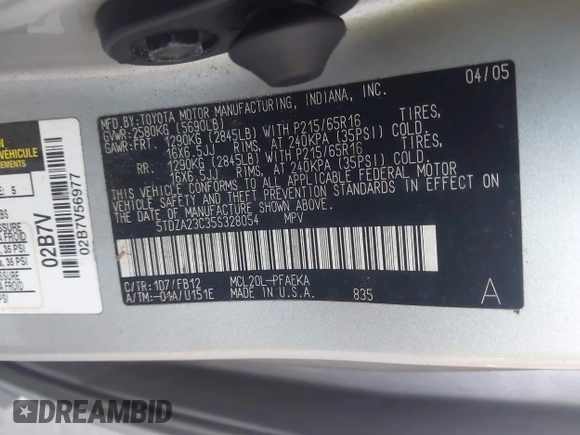 04/05
MFD.BY:TOYOTA MOTOR MANUFACTURING, INDIANA, INC.
GVWR:2580KG (5690LB)
GAWR:FRT. 1290KG (2845LB) WITH P215/65R16 TIRES,
16X6.5JJ RIMS, AT 240KPA (35PSI) COLD.
RR. 1290KG (2845LB) WITH P215/65R16 TIRES,
16X6.5JJ RIMS, AT 240KPA (35PSI) COLD.
THIS VEHICLE CONFORMS TO ALL APPLICABLE FEDERAL MOTOR
VEHICLE SAFETY AND THEFT PREVENTION STANDARDS IN EFFECT ON
THE DATE OF MANUFACTURE SHOWN ABOVE.
5TDZA23C35S328054 MPV
C/TR: 1D7/FB12 MCL20L-PFAEKA
A/TM:-01A/U151E MADE IN U.S.A. 835
A
VEHICULE
5
02B7V
02B7V56977
A FROID
35 PSI
A FROID
DREAMBID